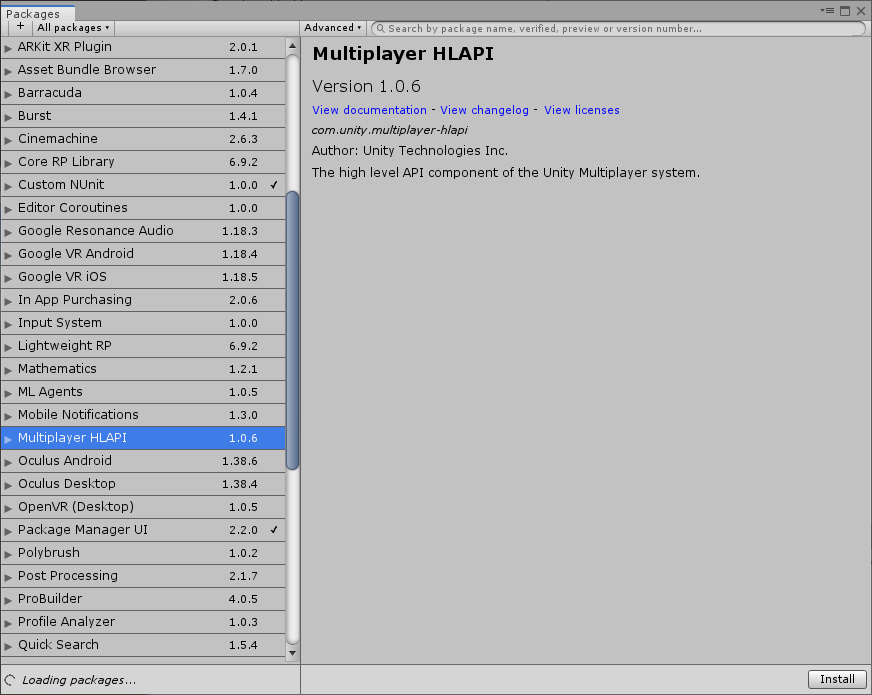 Packages
+ All packages ▾ Advanced ▾ Search by package name, verified, preview or version number...
ARKit XR Plugin 2.0.1
Asset Bundle Browser 1.7.0
Barracuda 1.0.4
Burst 1.4.1
Cinemachine 2.6.3
Core RP Library 6.9.2
Custom NUnit 1.0.0 ✓
Editor Coroutines 1.0.0
Google Resonance Audio 1.18.3
Google VR Android 1.18.4
Google VR iOS 1.18.5
In App Purchasing 2.0.6
Input System 1.0.0
Lightweight RP 6.9.2
Mathematics 1.2.1
ML Agents 1.0.5
Mobile Notifications 1.3.0
Multiplayer HLAPI 1.0.6
Oculus Android 1.38.6
Oculus Desktop 1.38.4
OpenVR (Desktop) 1.0.5
Package Manager UI 2.2.0 ✓
Polybrush 1.0.2
Post Processing 2.1.7
ProBuilder 4.0.5
Profile Analyzer 1.0.3
Quick Search 1.5.4
Loading packages...
Multiplayer HLAPI
Version 1.0.6
View documentation - View changelog - View licenses
com.unity.multiplayer-hlapi
Author: Unity Technologies Inc.
The high level API component of the Unity Multiplayer system.
Install